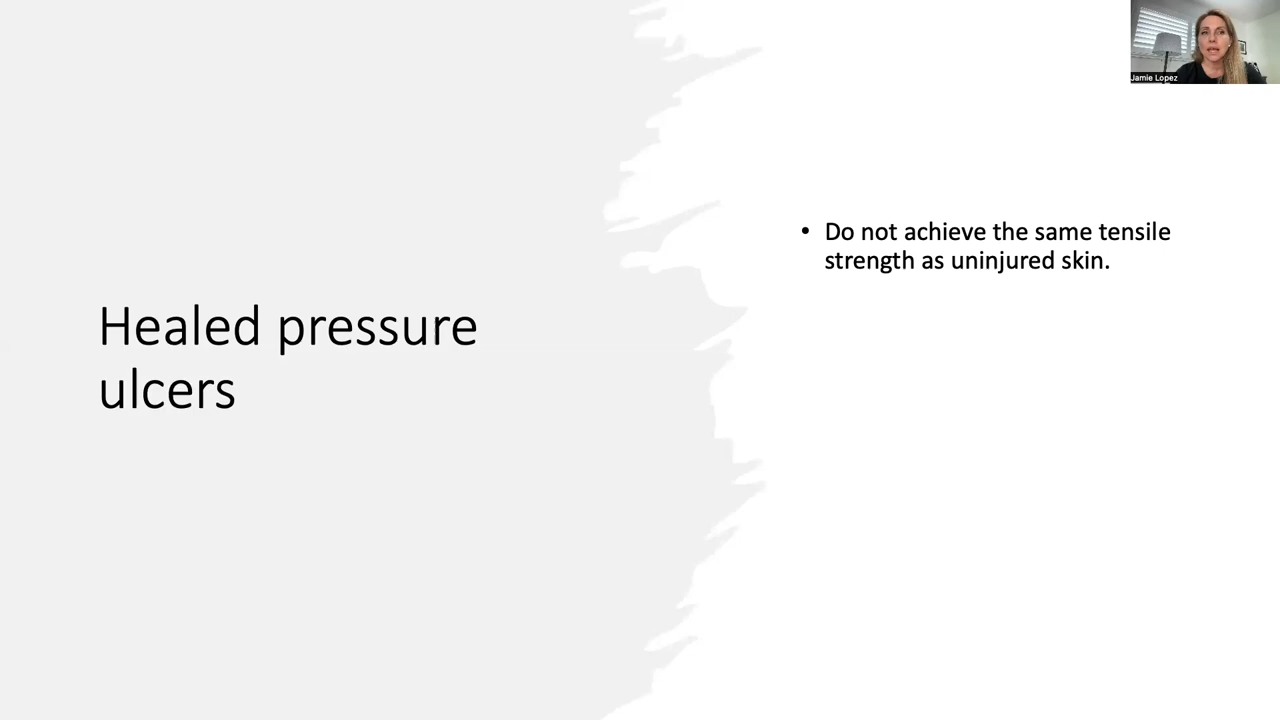 Jamie Lopez
• Do not achieve the same tensile
strength as uninjured skin.
Healed pressure
ulcers